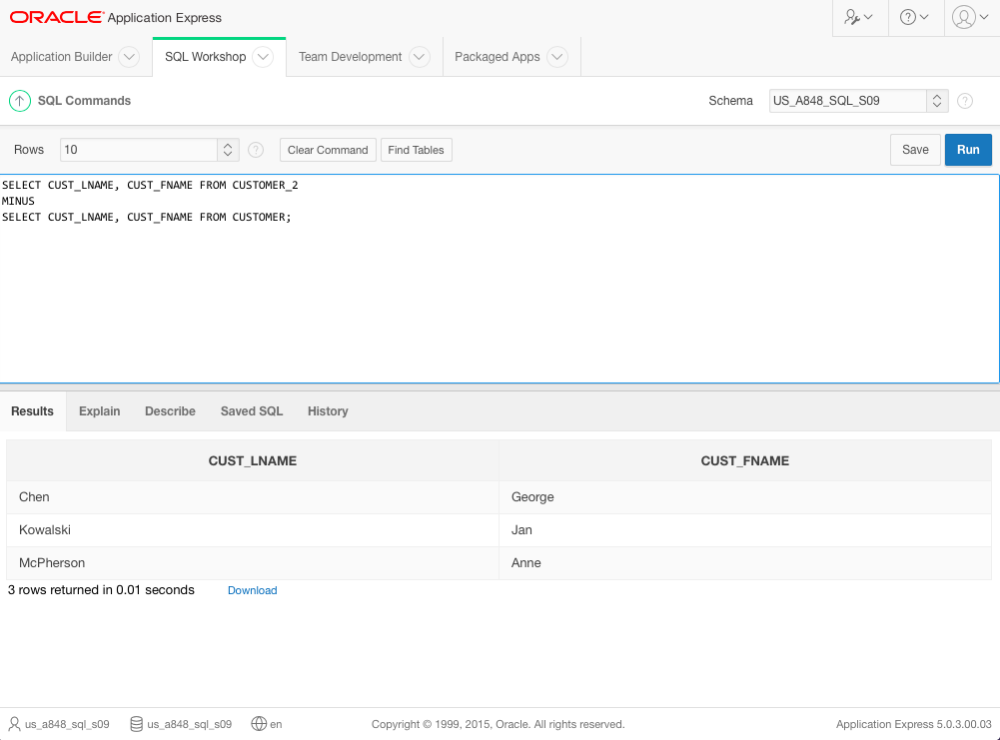 ORACLE Application Express
Application Builder SQL Workshop Team Development Packaged Apps
SQL Commands Schema US_A848_SQL_S09
Rows 10 Clear Command Find Tables Save Run
SELECT CUST_LNAME, CUST_FNAME FROM CUSTOMER_2
MINUS
SELECT CUST_LNAME, CUST_FNAME FROM CUSTOMER;
Results Explain Describe Saved SQL History
CUST_LNAME CUST_FNAME
Chen George
Kowalski Jan
McPherson Anne
3 rows returned in 0.01 seconds Download
us_a848_sql_s09 us_a848_sql_s09 en Copyright © 1999, 2015, Oracle. All rights reserved. Application Express 5.0.3.00.03